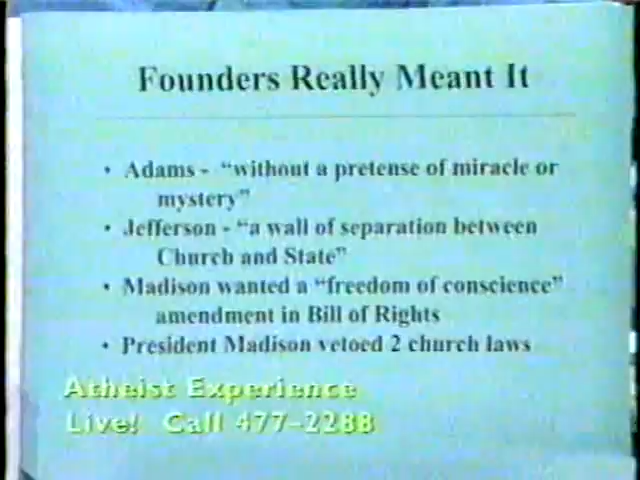 Founders Really Meant It
• Adams - "without a pretense of miracle or
mystery"
• Jefferson - "a wall of separation between
Church and State"
• Madison wanted a "freedom of conscience"
amendment in Bill of Rights
• President Madison vetoed 2 church laws
Atheist Experience
Live! Call 477-2288